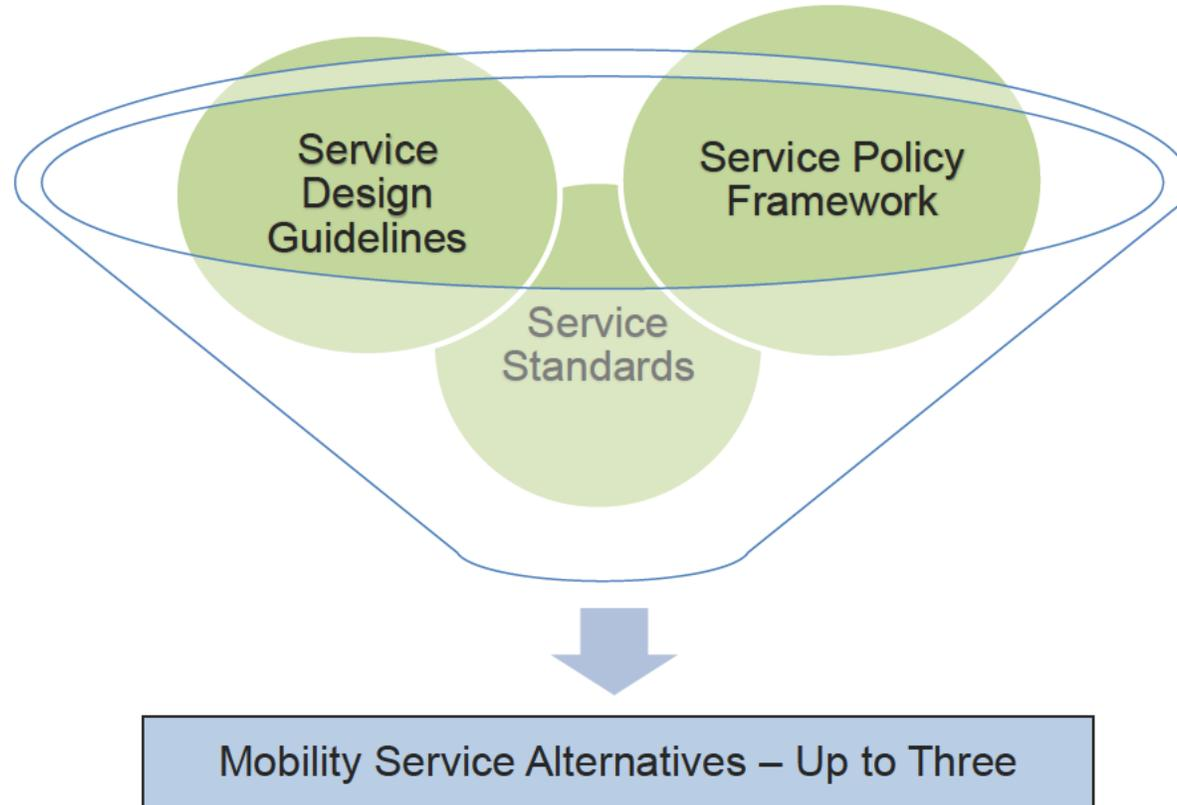 Service
Design
Guidelines
Service Policy
Framework
Service
Standards
Mobility Service Alternatives – Up to Three